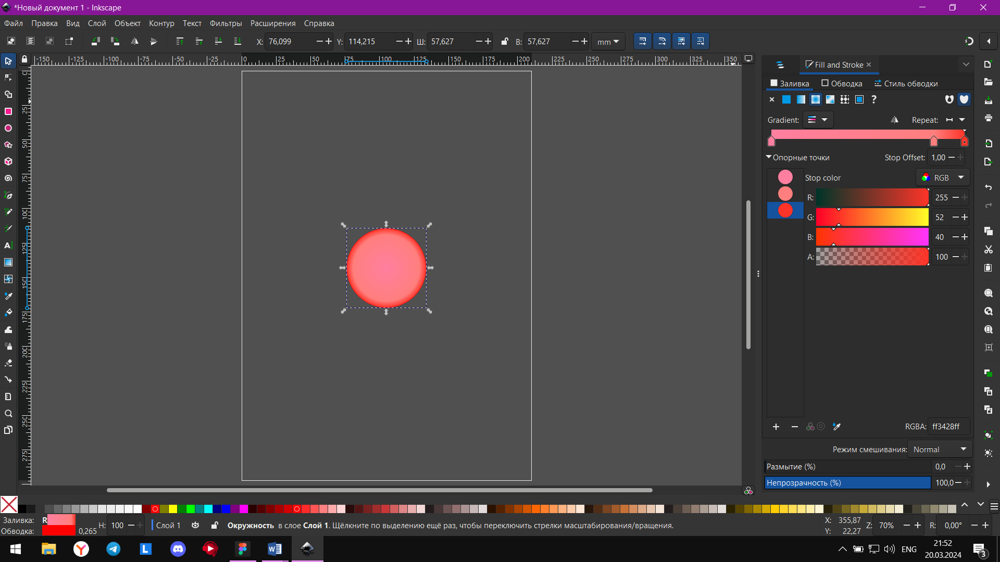 *Новый документ 1 - Inkscape
Файл Правка Вид Слой Объект Контур Текст Фильтры Расширения Справка
X: 76,099 Y: 114,215 Ш: 57,627 В: 57,627 mm
-150 -125 -100 -75 -50 -25 0 25 50 75 100 125 150 175 200 225 250 275 300 325 350
0
25
50
75
100
125
150
175
200
225
250
275
A
Fill and Stroke
Заливка Обводка Стиль обводки
?
Gradient: Repeat:
Опорные точки Stop Offset: 1,00
Stop color RGB
R: 255
G: 52
B: 40
A: 100
RGBA: ff3428ff
Режим смешивания: Normal
Размытие (%) 0,0
Непрозрачность (%) 100,0
Заливка: R Н: 100 Слой 1 Окружность в слое Слой 1. Щёлкните по выделению ещё раз, чтобы переключить стрелки масштабирования/вращения. X: 355,87 Z: 70% R: 0,00°
Обводка: 0,265 Y: 22,27
Y L W ENG 21:52
20.03.2024 3